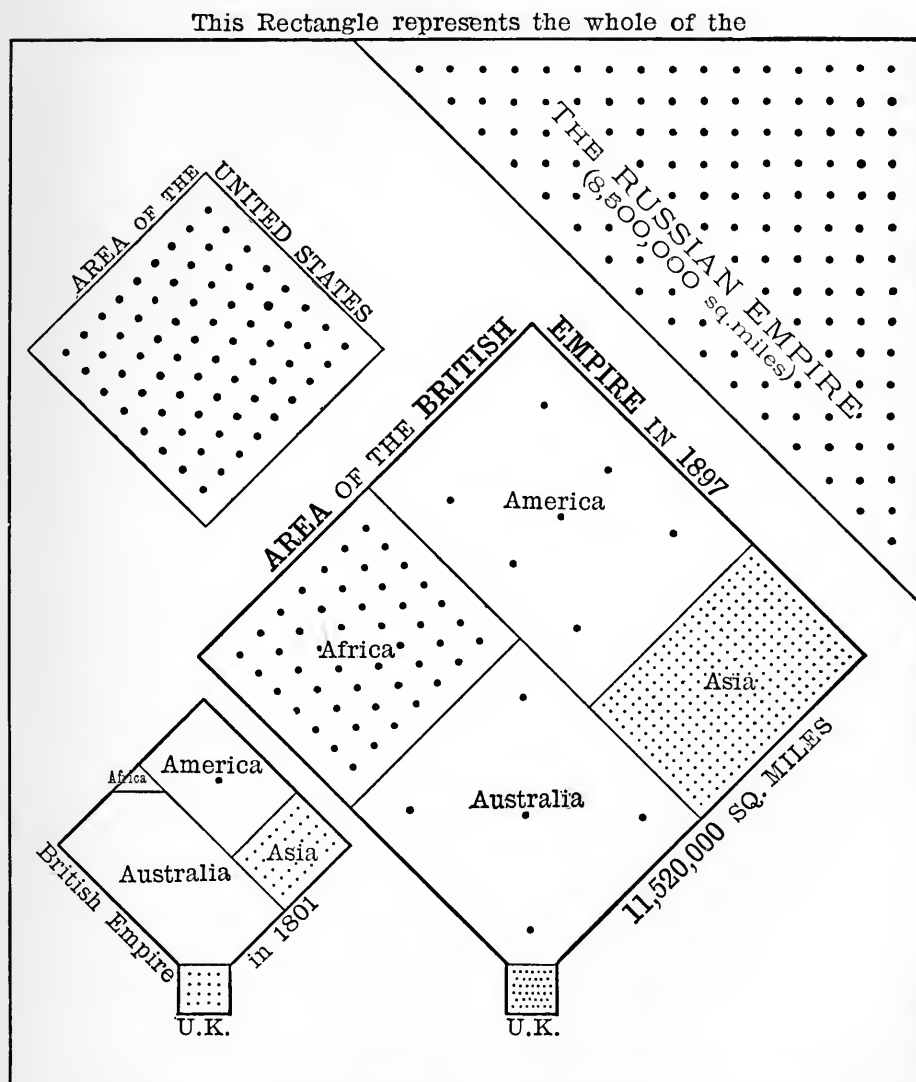 This Rectangle represents the whole of the
THE RUSSIAN EMPIRE
(8,500,000 sq. miles)
AREA OF THE UNITED STATES
AREA OF THE BRITISH EMPIRE IN 1897
America
Africa
Asia
Australia
11,520,000 SQ. MILES
America
Africa
Asia
Australia
British Empire in 1801
U.K.
U.K.